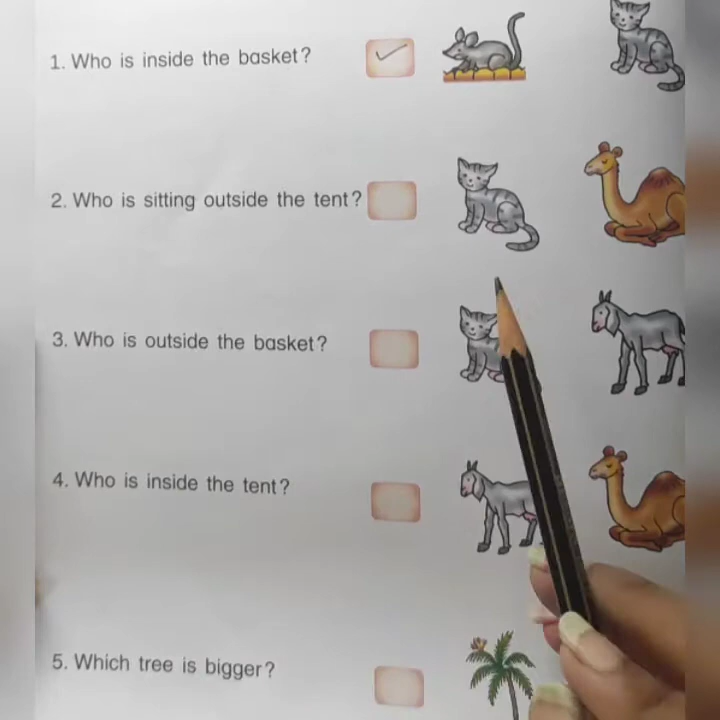 1. Who is inside the basket?
2. Who is sitting outside the tent?
3. Who is outside the basket?
4. Who is inside the tent?
5. Which tree is bigger?